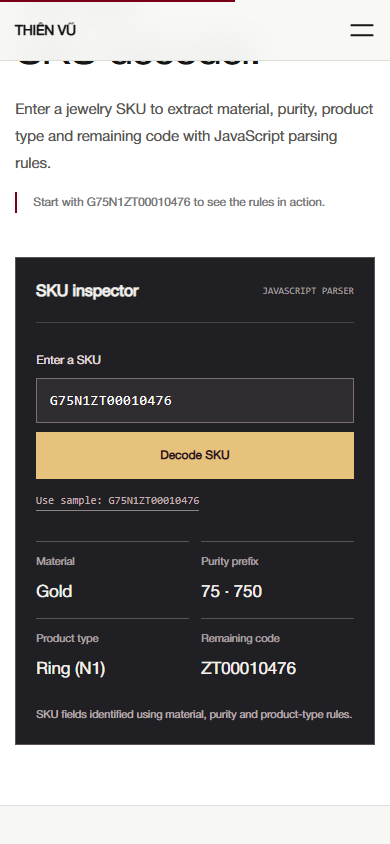 THIÊN VŨ
SKU decoder.
Enter a jewelry SKU to extract material, purity, product
type and remaining code with JavaScript parsing
rules.
Start with G75N1ZT00010476 to see the rules in action.
SKU inspector
JAVASCRIPT PARSER
Enter a SKU
G75N1ZT00010476
Decode SKU
Use sample: G75N1ZT00010476
Material
Purity prefix
Gold
75 · 750
Product type
Remaining code
Ring (N1)
ZT00010476
SKU fields identified using material, purity and product-type rules.